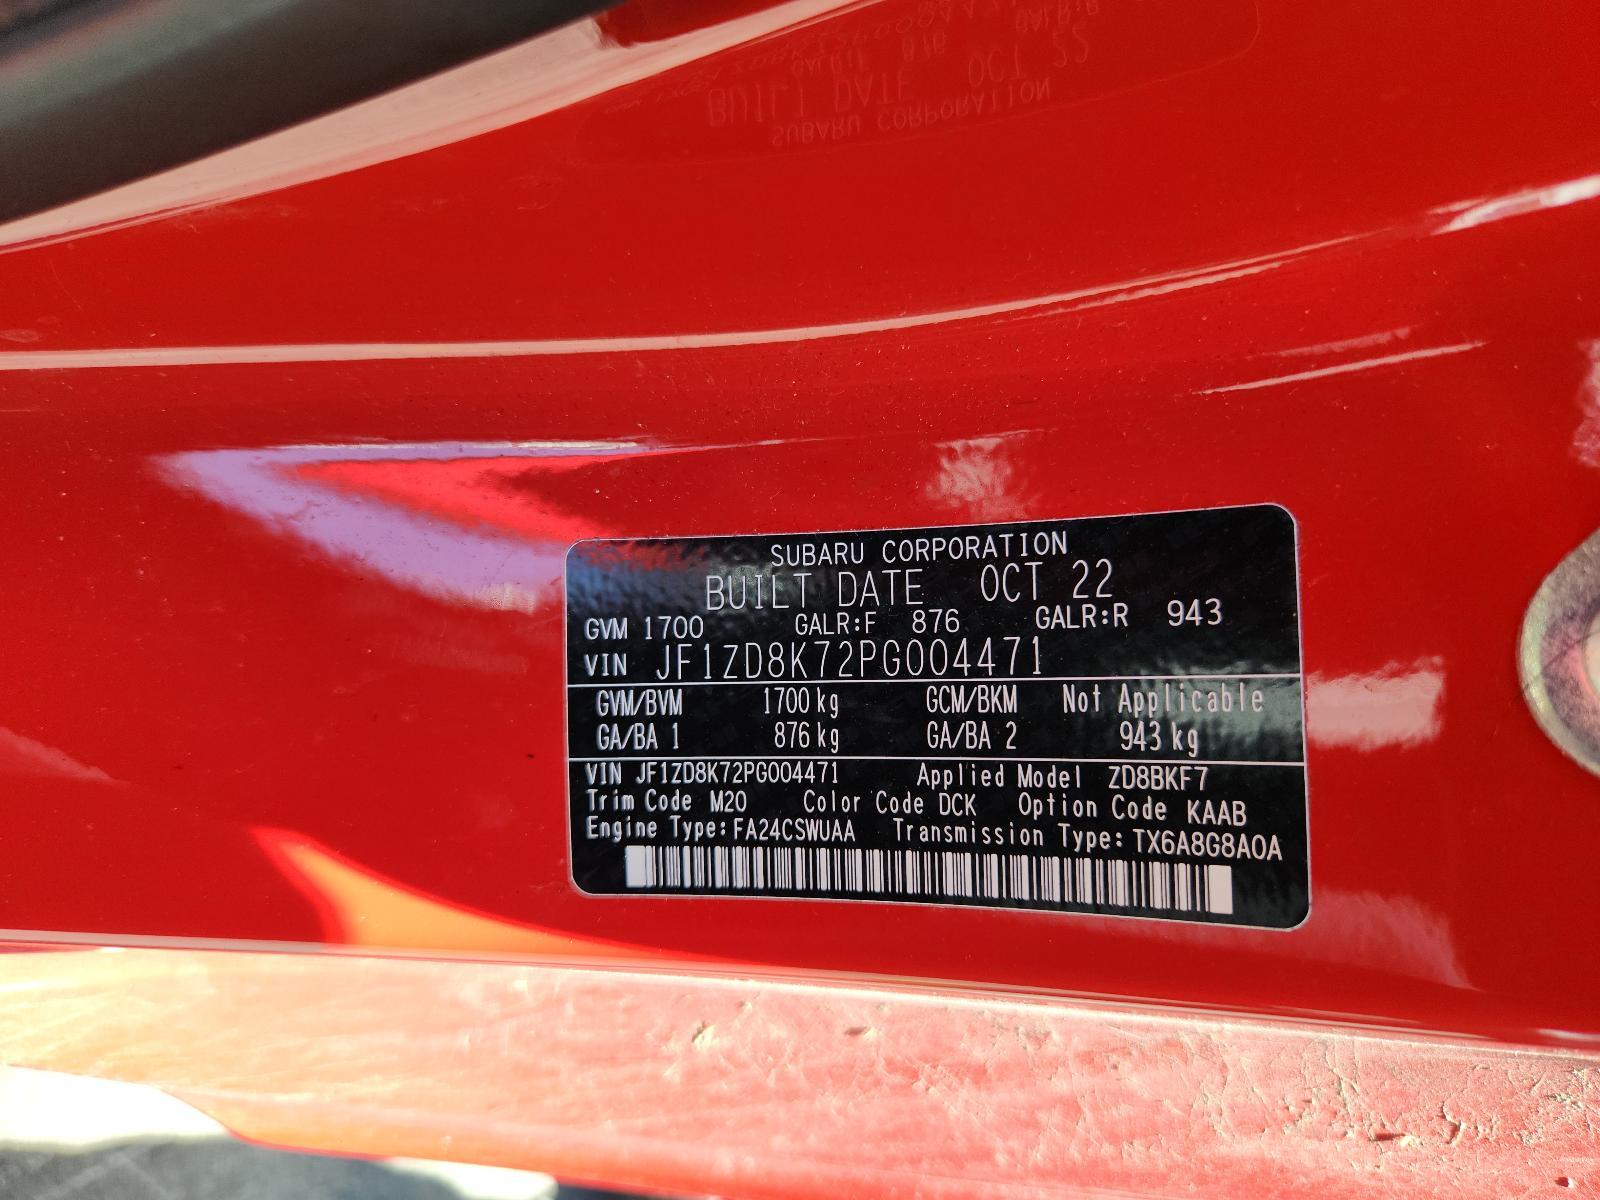 SUBARU CORPORATION
BUILT DATE OCT 22
GVM 1700 GALR:F 876 GALR:R 943
VIN JF1ZD8K72PG004471
GVM/BVM 1700 kg GCM/BKM Not Applicable
GA/BA 1 876 kg GA/BA 2 943 kg
VIN JF1ZD8K72PG004471 Applied Model ZD8BKF7
Trim Code M20 Color Code DCK Option Code KAAB
Engine Type: FA24CSWUAA Transmission Type: TX6A8G8A0A